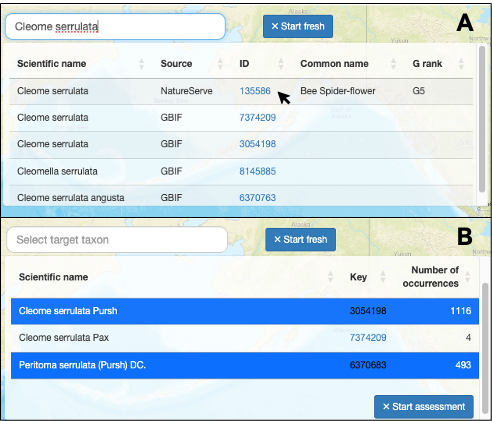 Cleome serrulata
× Start fresh
A
Scientific name Source ID Common name G rank
Cleome serrulata NatureServe 135586 Bee Spider-flower G5
Cleome serrulata GBIF 7374209
Cleome serrulata GBIF 3054198
Cleomella serrulata GBIF 8145885
Cleome serrulata angusta GBIF 6370763
Select target taxon
× Start fresh
B
Scientific name Key Number of
occurrences
Cleome serrulata Pursh 3054198 1116
Cleome serrulata Pax 7374209 4
Peritoma serrulata (Pursh) DC. 6370683 493
× Start assessment